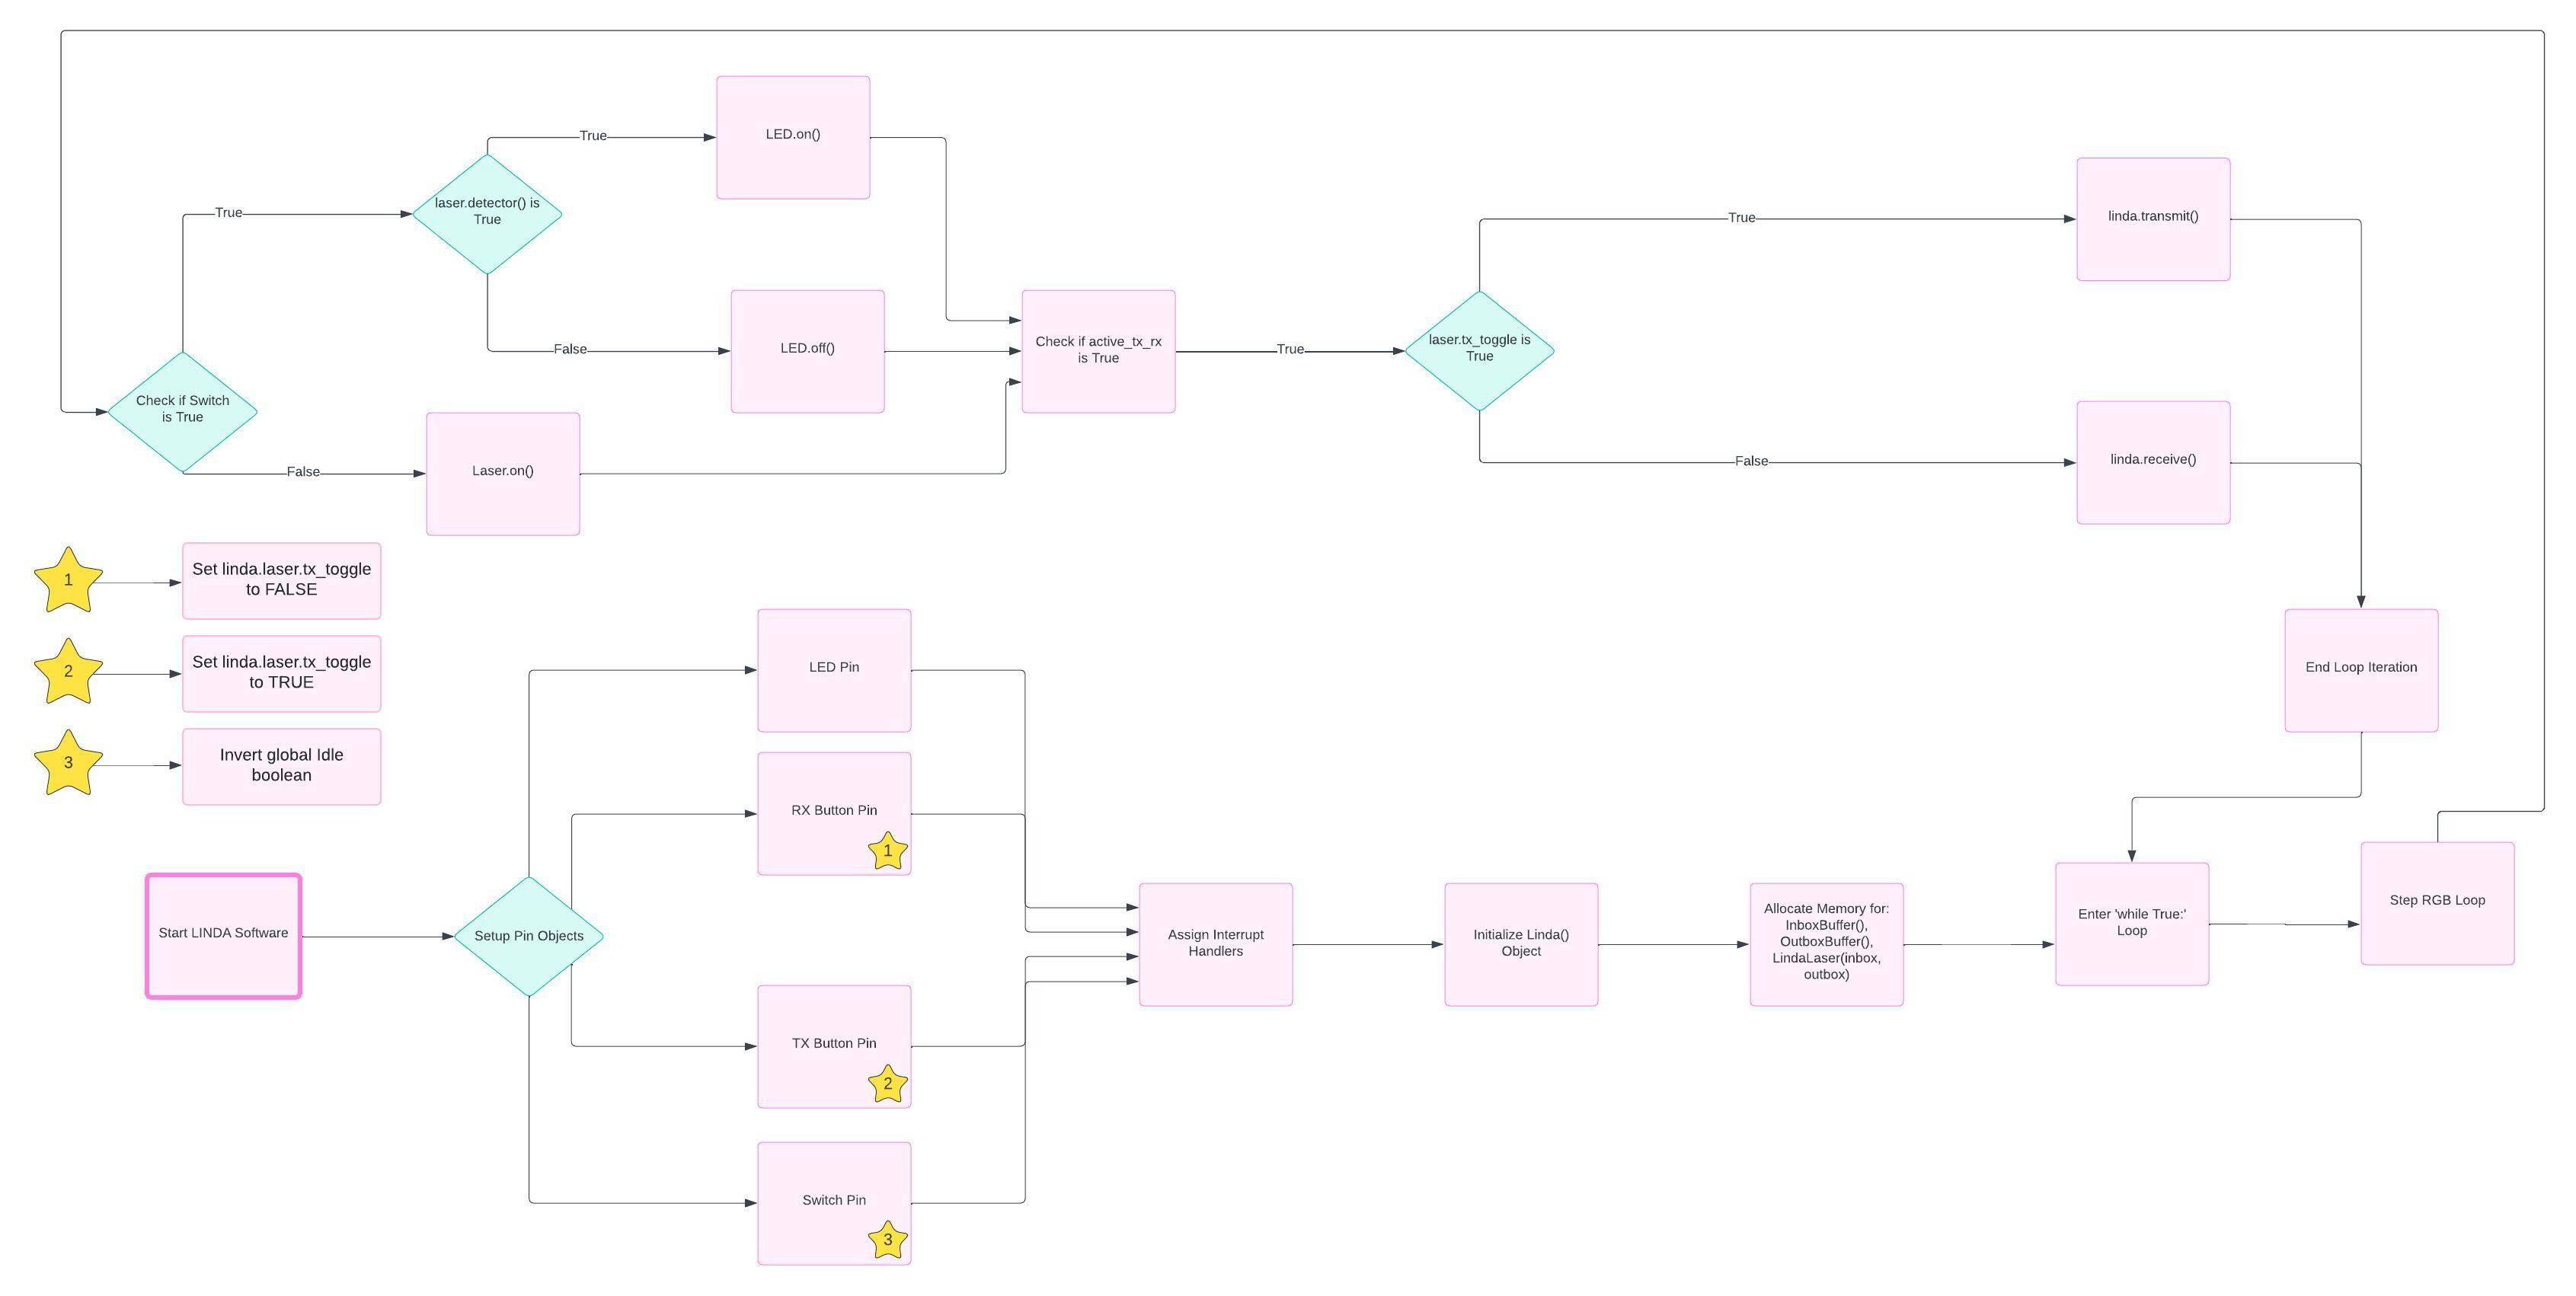 True
LED.on()
laser.detector() is
True
True
False
LED.off()
Check if Switch
is True
False
Laser.on()
Check if active_tx_rx
is True
True
laser.tx_toggle is
True
True
linda.transmit()
False
linda.receive()
1
Set linda.laser.tx_toggle
to FALSE
2
Set linda.laser.tx_toggle
to TRUE
3
Invert global Idle
boolean
End Loop Iteration
Start LINDA Software
Setup Pin Objects
LED Pin
RX Button Pin
1
TX Button Pin
2
Switch Pin
3
Assign Interrupt
Handlers
Initialize Linda()
Object
Allocate Memory for:
InboxBuffer(),
OutboxBuffer(),
LindaLaser(inbox,
outbox)
Enter 'while True:'
Loop
Step RGB Loop